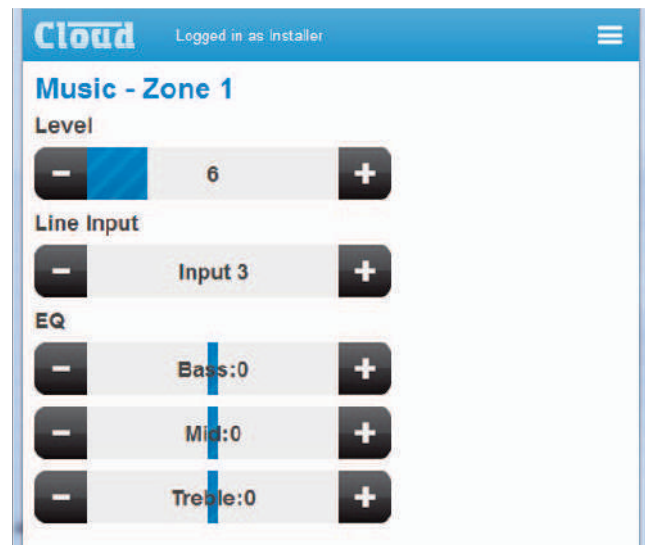 Cloud Logged in as Installer
Music - Zone 1
Level
- 6 +
Line Input
- Input 3 +
EQ
- Bass:0 +
- Mid:0 +
- Treble:0 +